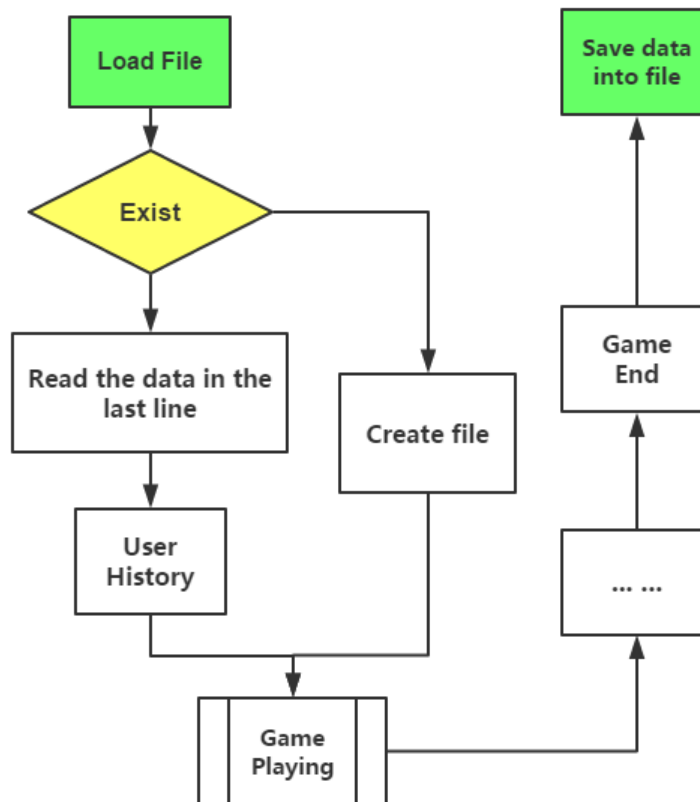 Load File
Exist
Read the data in the
last line
User
History
Create file
Game
Playing
... ...
Game
End
Save data
into file